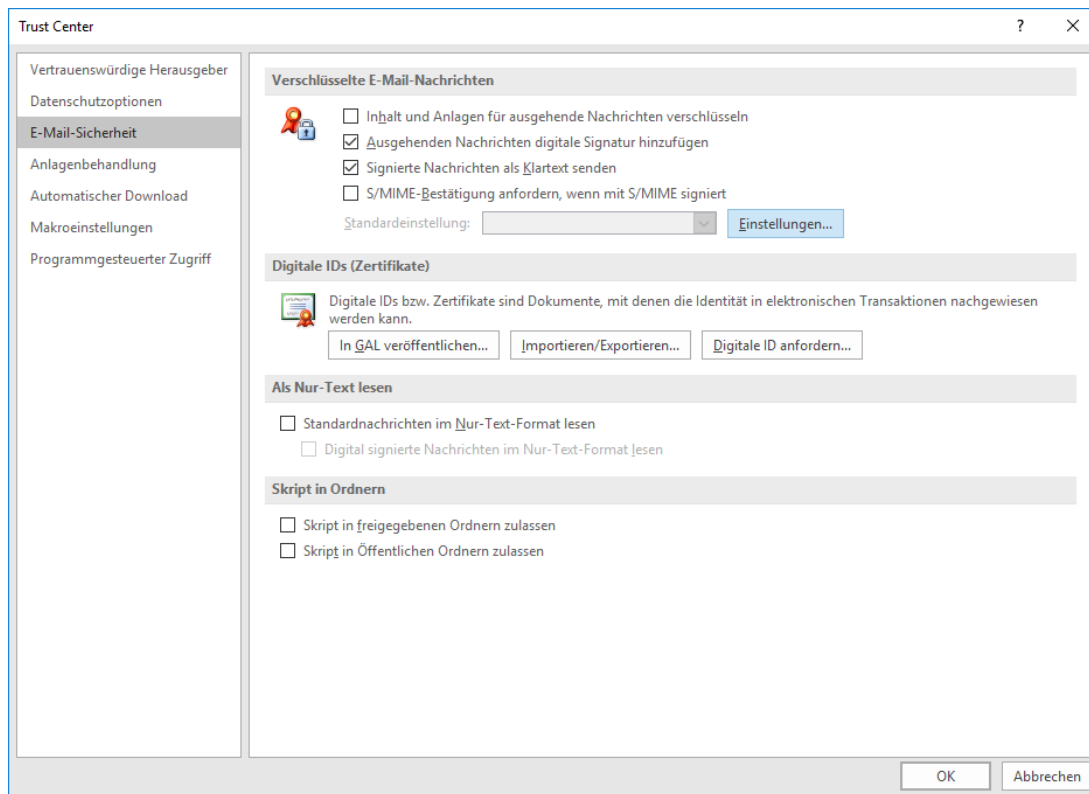 Trust Center
?
Vertrauenswürdige Herausgeber
Datenschutzoptionen
E-Mail-Sicherheit
Anlagenbehandlung
Automatischer Download
Makroeinstellungen
Programmgesteuerter Zugriff
Verschlüsselte E-Mail-Nachrichten
Inhalt und Anlagen für ausgehende Nachrichten verschlüseln
Ausgehenden Nachrichten digitale Signatur hinzufügen
Signierte Nachrichten als Klartext senden
S/MIME-Bestätigung anfordern, wenn mit S/MIME signiert
Standardeinstellung:
Einstellungen...
Digitale IDs (Zertifikate)
Digitale IDs bzw. Zertifikate sind Dokumente, mit denen die Identität in elektronischen Transaktionen nachgewiesen
werden kann.
In GAL veröffentlichen...
Importieren/Exportieren...
Digitale ID anfordern...
Als Nur-Text lesen
Standardnachrichten im Nur-Text-Format lesen
Digital signierte Nachrichten im Nur-Text-Format lesen
Skript in Ordnern
Skript in freigegebenen Ordnern zulassen
Skript in Öffentlichen Ordnern zulassen
OK
Abbrechen